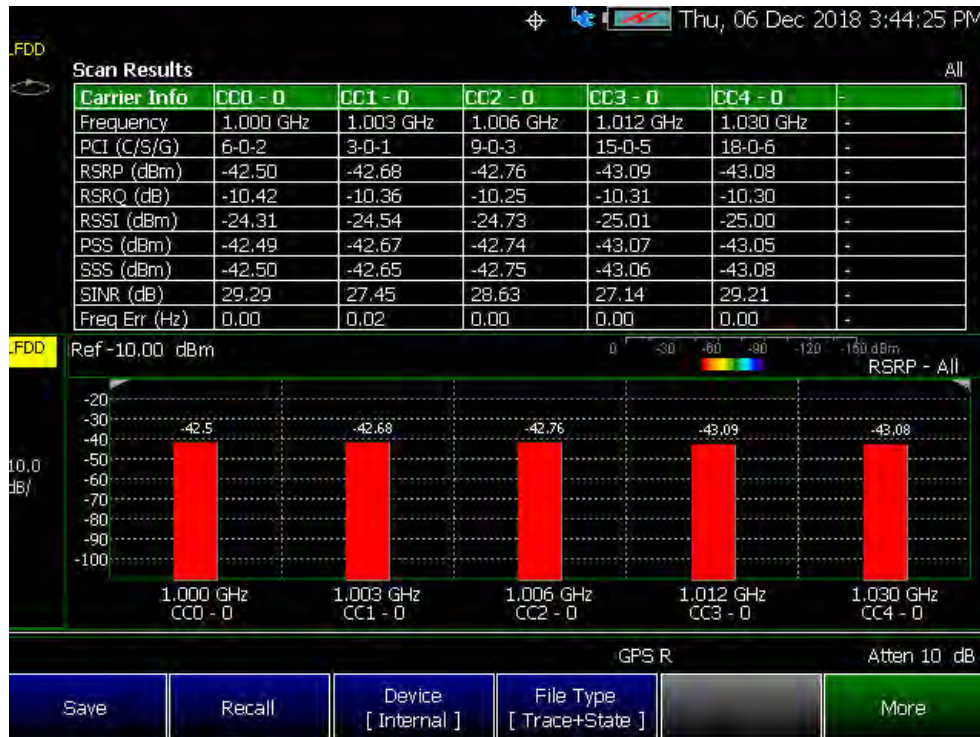 Thu, 06 Dec 2018 3:44:25 PM
LFDD
Scan Results All
Carrier Info CC0 - 0 CC1 - 0 CC2 - 0 CC3 - 0 CC4 - 0 -
Frequency 1.000 GHz 1.003 GHz 1.006 GHz 1.012 GHz 1.030 GHz -
PCI (C/S/G) 6-0-2 3-0-1 9-0-3 15-0-5 18-0-6 -
RSRP (dBm) -42.50 -42.68 -42.76 -43.09 -43.08 -
RSRQ (dB) -10.42 -10.36 -10.25 -10.31 -10.30 -
RSSI (dBm) -24.31 -24.54 -24.73 -25.01 -25.00 -
PSS (dBm) -42.49 -42.67 -42.74 -43.07 -43.05 -
SSS (dBm) -42.50 -42.65 -42.75 -43.06 -43.08 -
SINR (dB) 29.29 27.45 28.63 27.14 29.21 -
Freq Err (Hz) 0.00 0.02 0.00 0.00 0.00 -
LFDD Ref -10.00 dBm 0 -30 -60 -90 -120 -150 dBm
RSRP - All
-20
-30
-42.5 -42.68 -42.76 -43.09 -43.08
-40
-50
10.0
-60
dB/
-70
-80
-90
-100
1.000 GHz 1.003 GHz 1.006 GHz 1.012 GHz 1.030 GHz
CC0 - 0 CC1 - 0 CC2 - 0 CC3 - 0 CC4 - 0
GPS R Atten 10 dB
Save Recall Device File Type More
[ Internal ] [ Trace+State ]